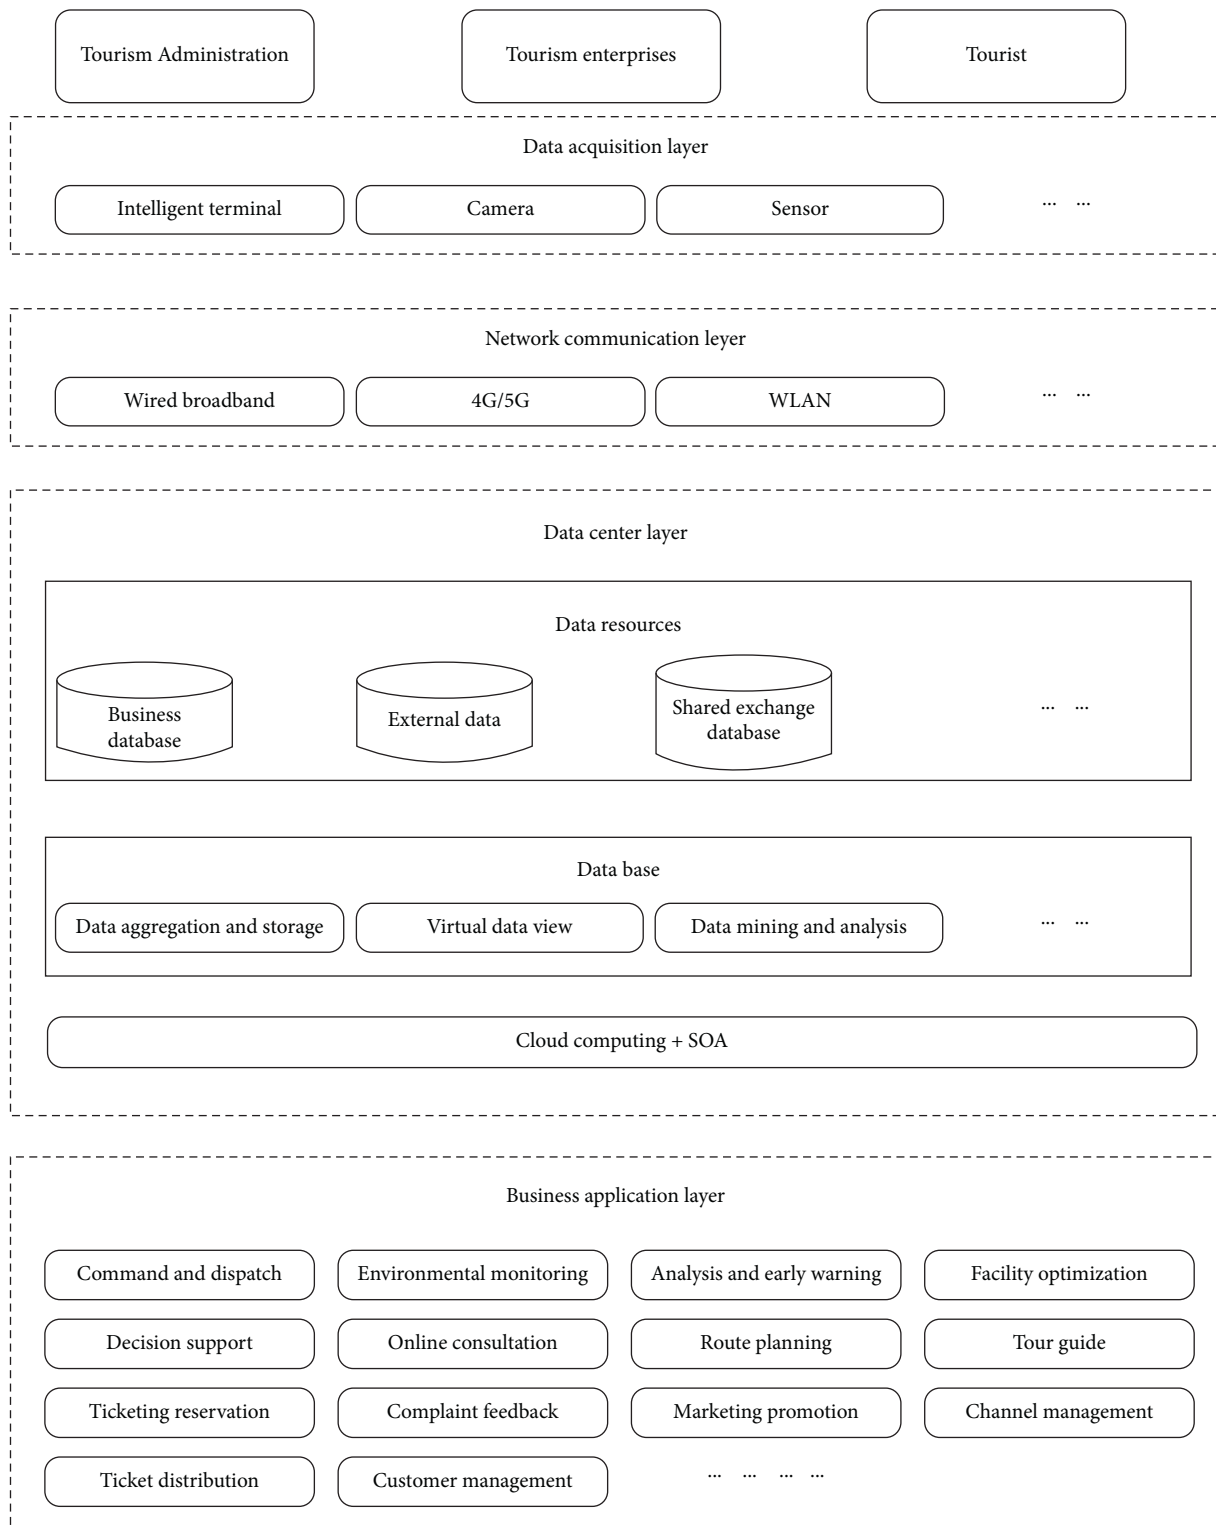 Tourism Administration
Tourism enterprises
Tourist
Data acquisition layer
Intelligent terminal
Camera
Sensor
... ...
Network communication leyer
Wired broadband
4G/5G
WLAN
... ...
Data center layer
Data resources
Business
database
External data
Shared exchange
database
... ...
Data base
Data aggregation and storage
Virtual data view
Data mining and analysis
... ...
Cloud computing + SOA
Business application layer
Command and dispatch
Environmental monitoring
Analysis and early warning
Facility optimization
Decision support
Online consultation
Route planning
Tour guide
Ticketing reservation
Complaint feedback
Marketing promotion
Channel management
Ticket distribution
Customer management
... ... ... ...